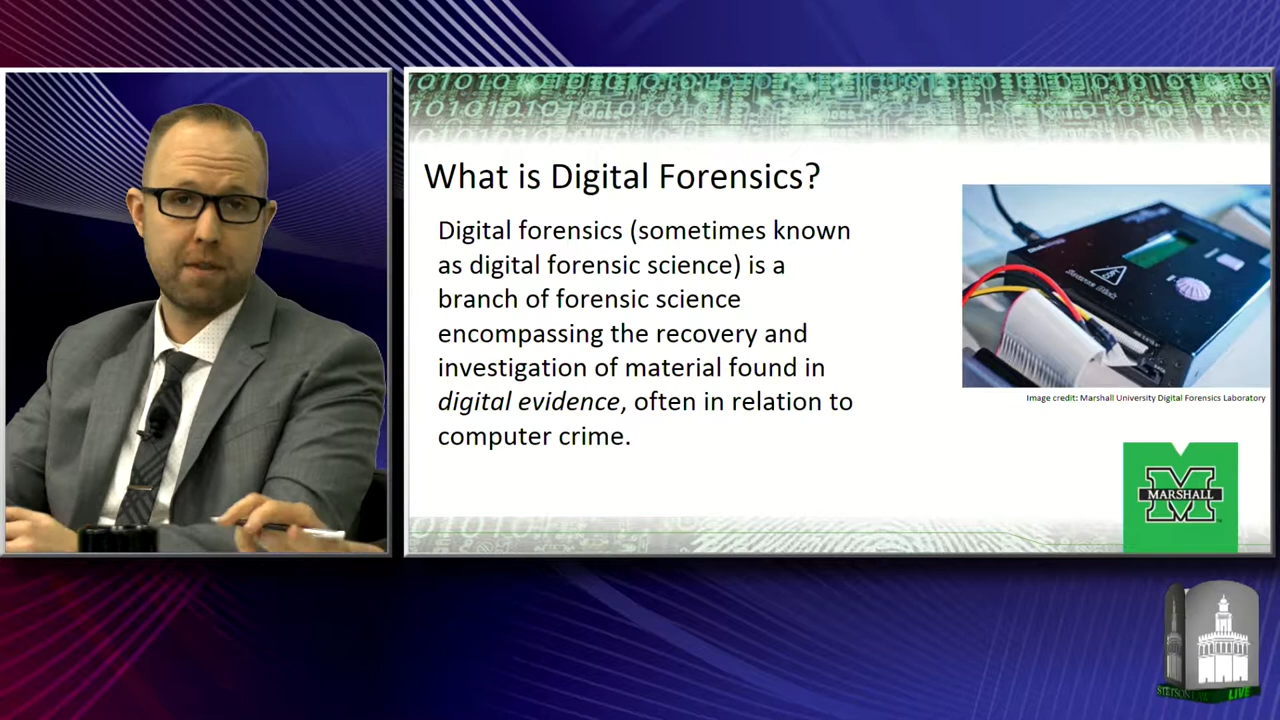 What is Digital Forensics?
Digital forensics (sometimes known
as digital forensic science) is a
branch of forensic science
encompassing the recovery and
investigation of material found in
digital evidence, often in relation to
computer crime.
Image credit: Marshall University Digital Forensics Laboratory
MARSHALL
STETSON LAW
LIVE